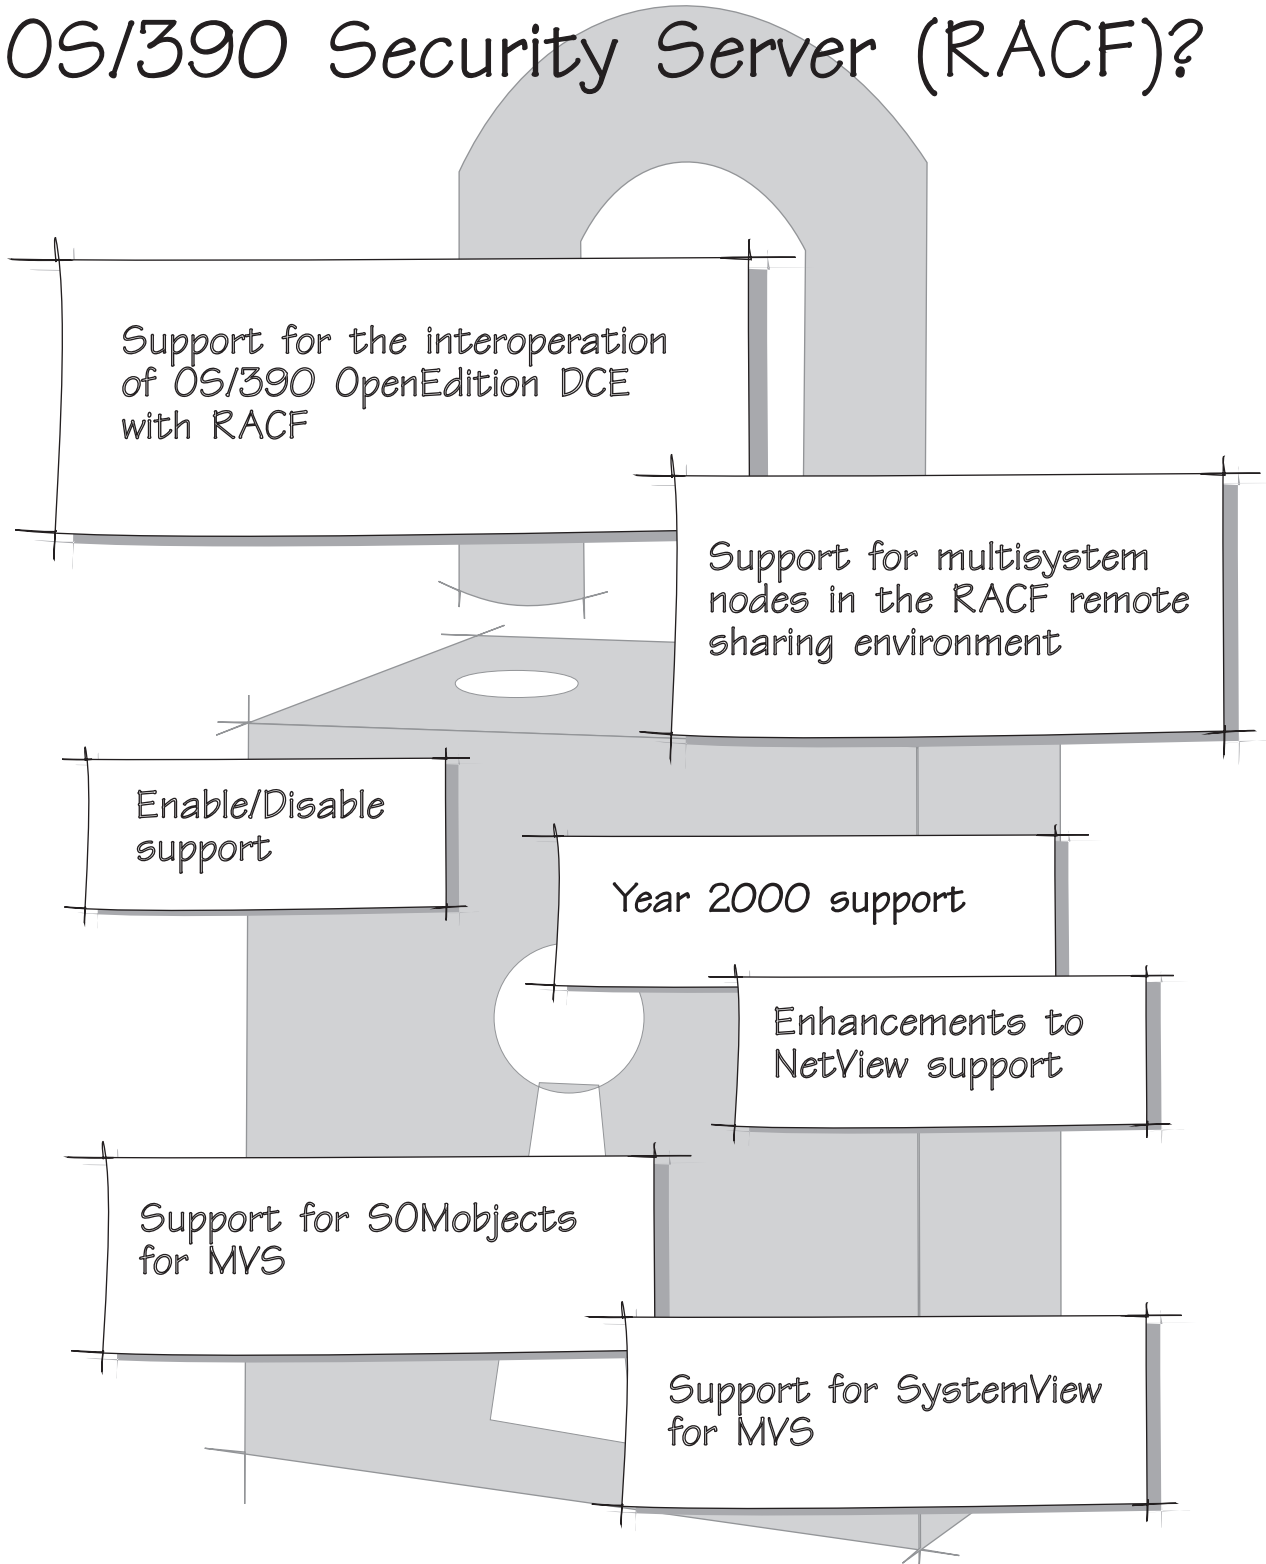 OS/390 Security Server (RACF)?
Support for the interoperation
of OS/390 OpenEdition DCE
with RACF
Support for multisystem
nodes in the RACF remote
sharing environment
Enable/Disable
support
Year 2000 support
Enhancements to
NetView support
Support for SOMobjects
for MVS
Support for SystemView
for MVS